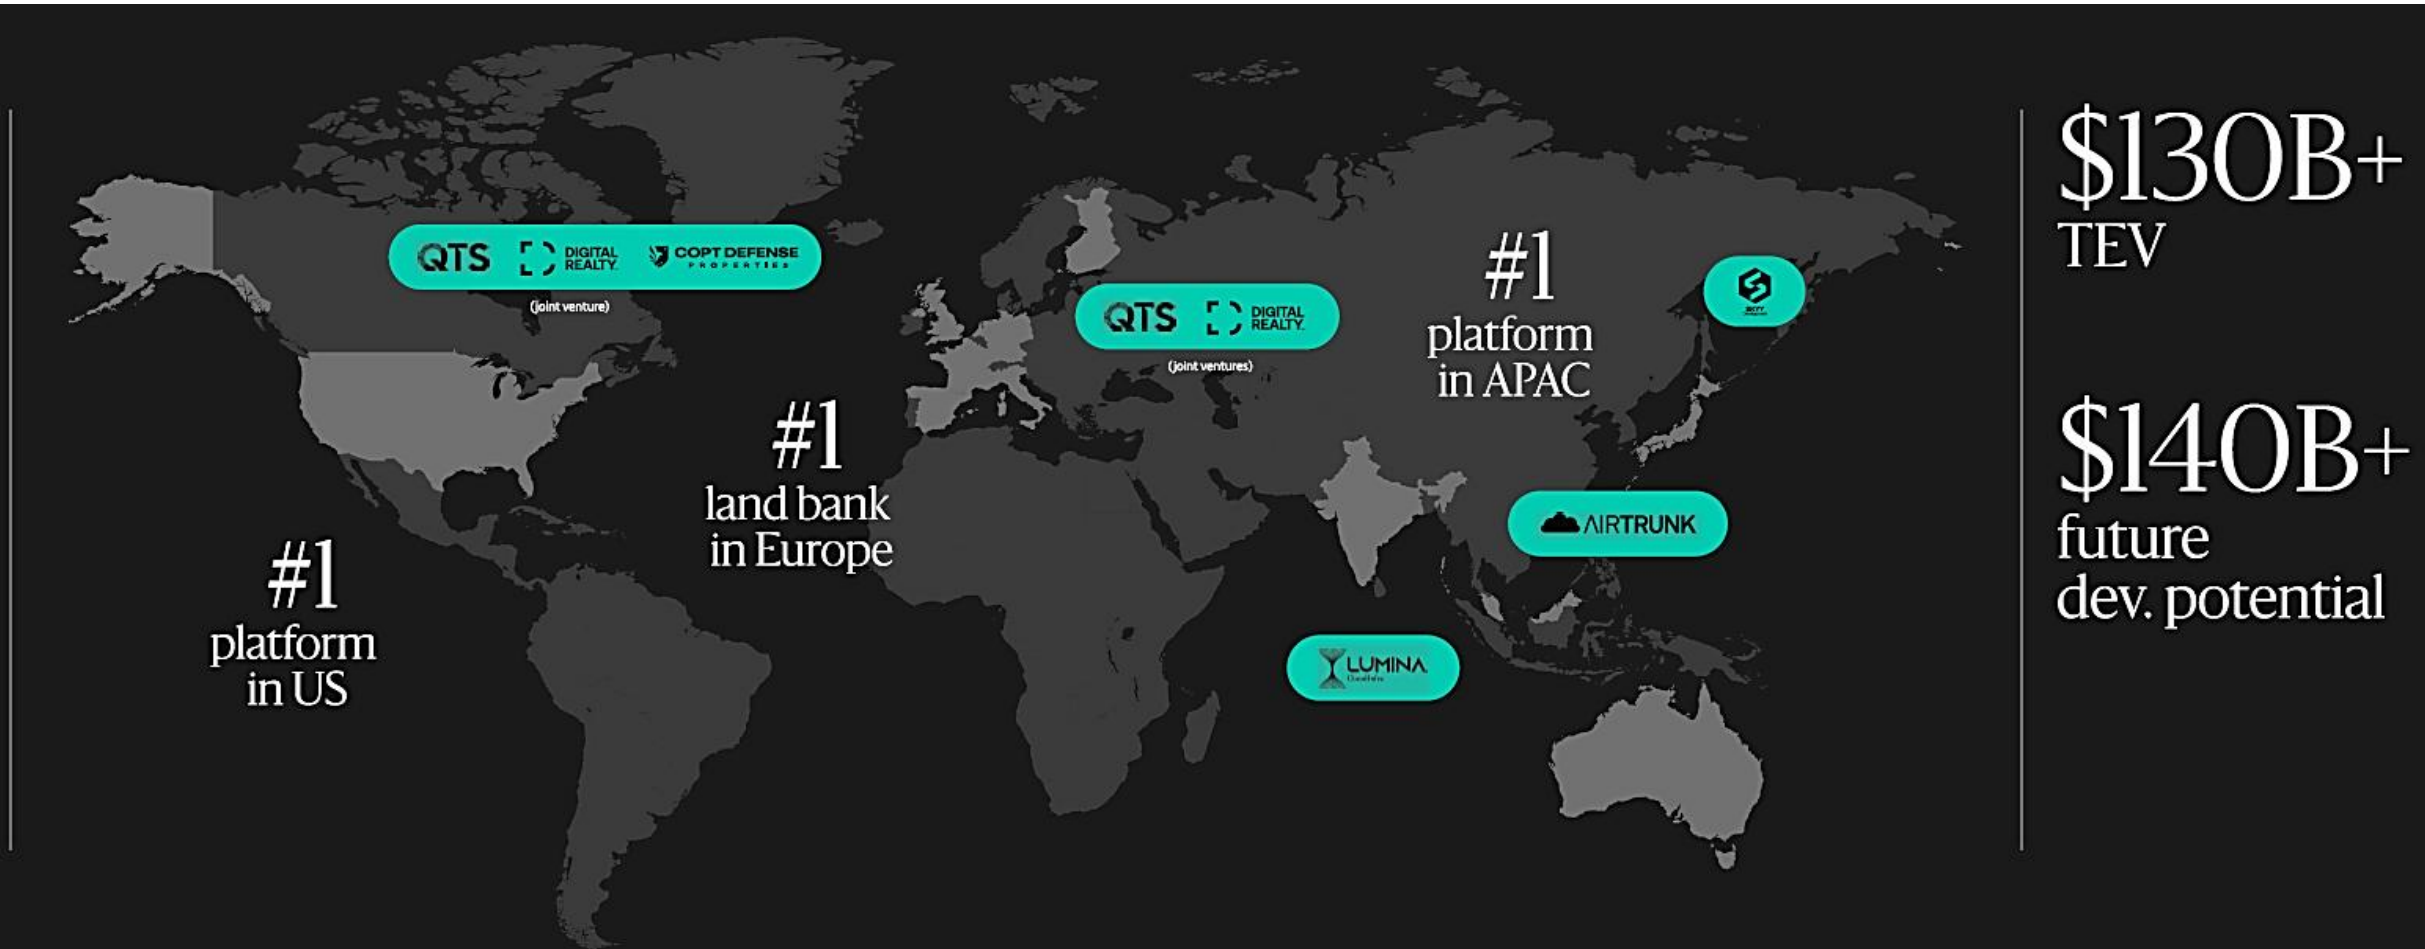 QTS
DIGITAL
REALTY
COPT DEFENSE
PROPERTIES
(joint venture)
#1
platform
in US
#1
land bank
in Europe
QTS
DIGITAL
REALTY
(joint ventures)
#1
platform
in APAC
AIRTRUNK
LUMINA
$130B+
TEV
$140B+
future
dev. potential